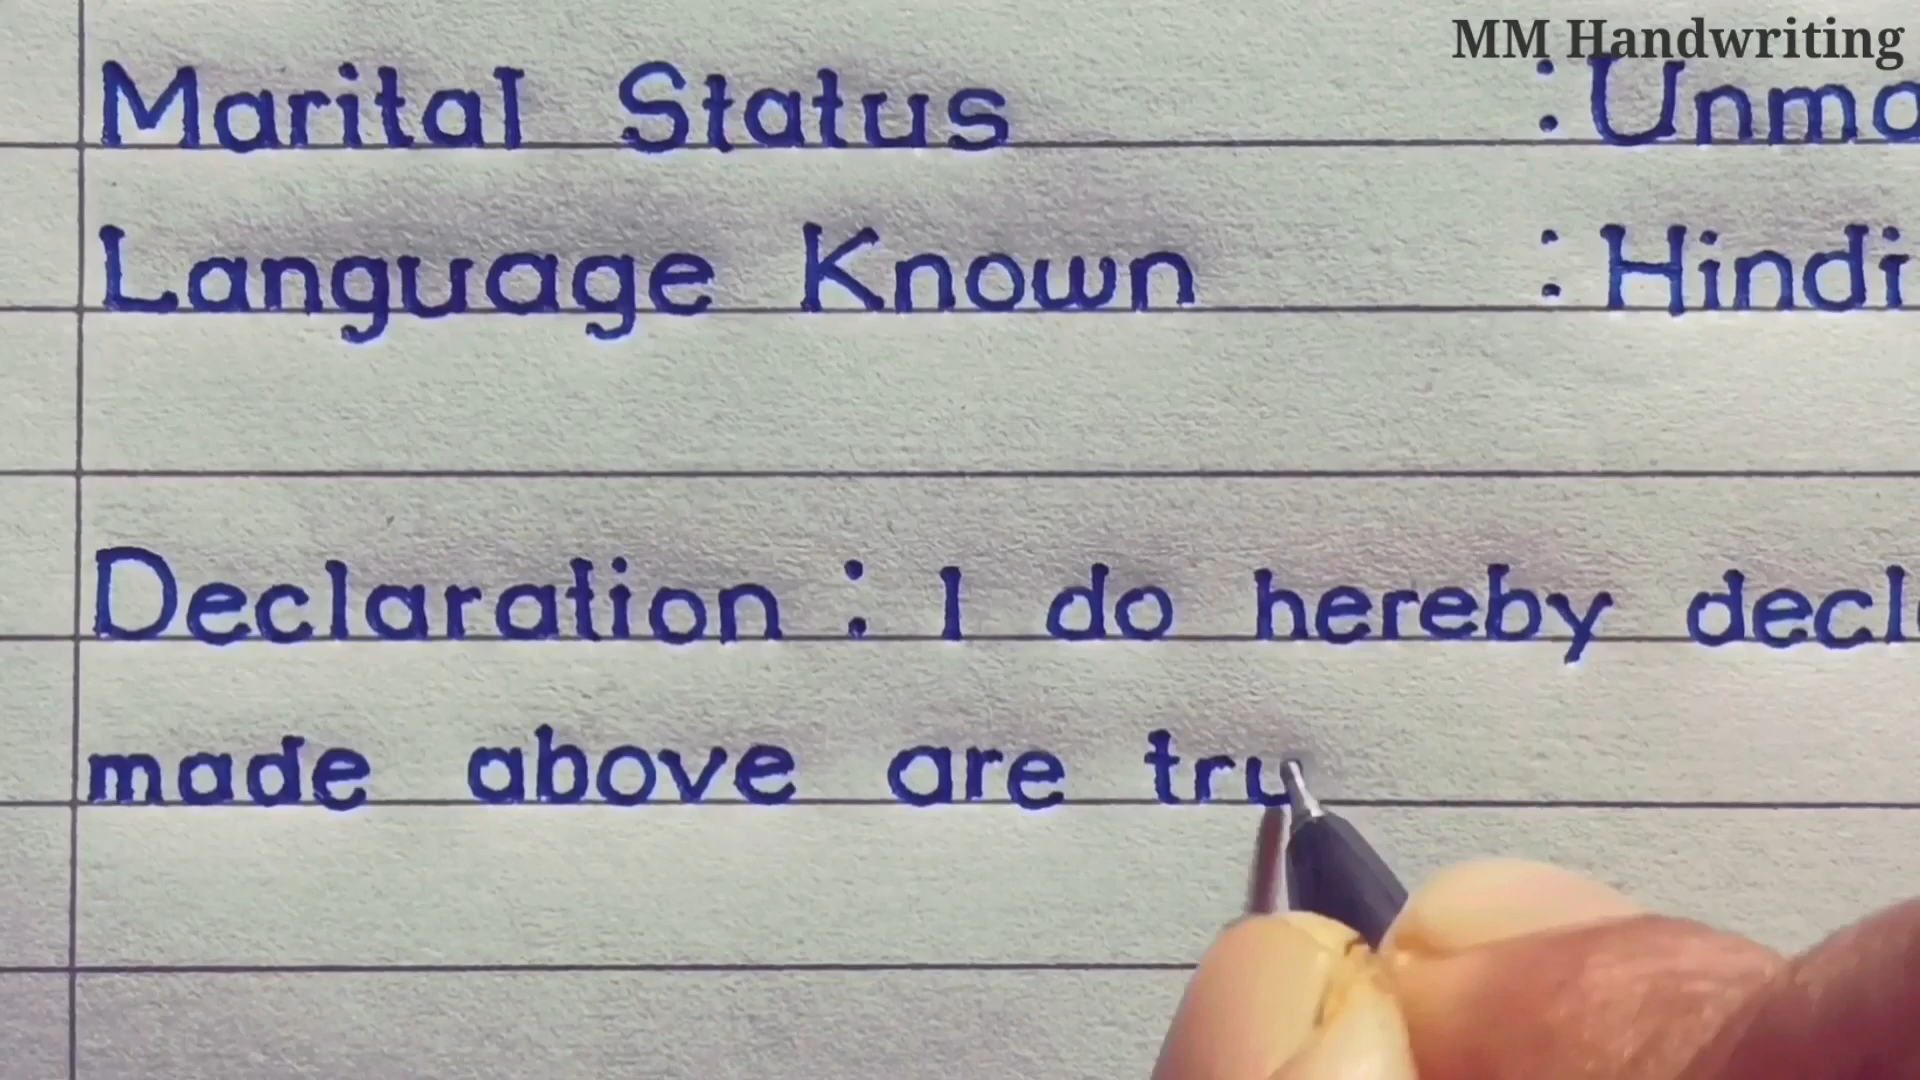 MM Handwriting
Marital Status : Unma
Language Known : Hindi
Declaration : I do hereby decl
made above are tru